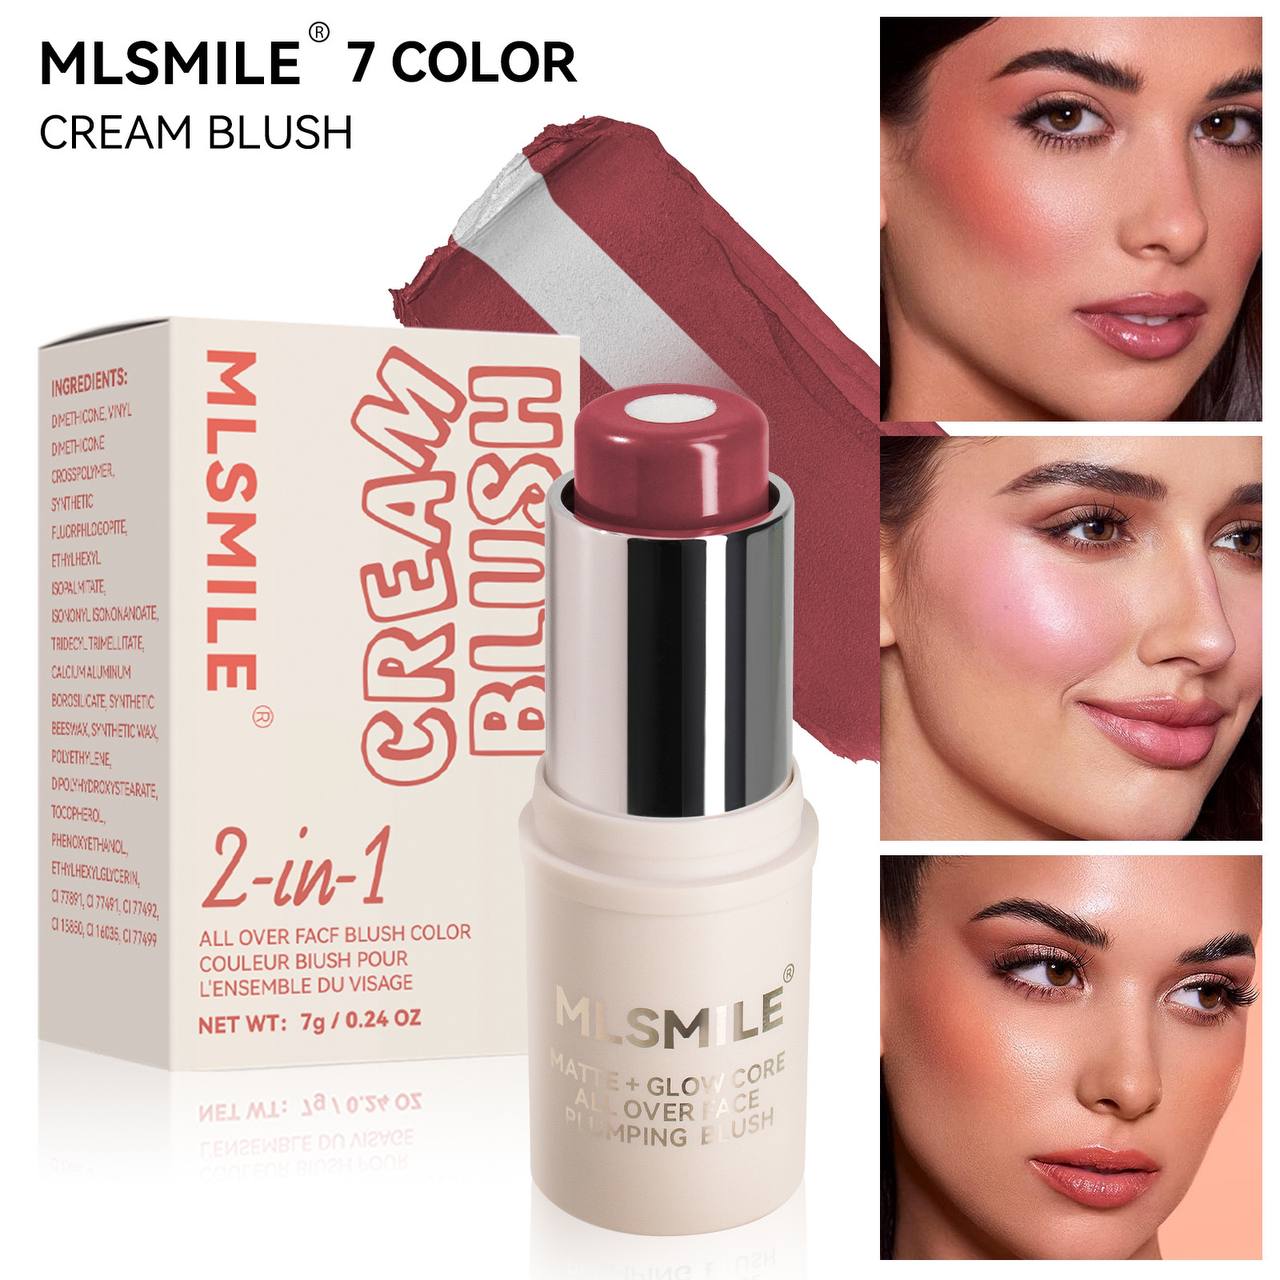 MLSMILE® 7 COLOR
CREAM BLUSH
INGREDIENTS:
DIMETHICONE, VINYL
DIMETHICONE
CROSSPOLYMER,
SYNTHETIC
FLUORPHLOGOPITE,
ETHYLHEXYL
ISOPALMITATE,
ISONONYL ISONONANOATE,
TRIDECYL TRIMELLITATE,
CALCIUM ALUMINUM
BOROSILICATE, SYNTHETIC
BEESWAX, SYNTHETIC WAX,
POLYETHYLENE,
DIPOLYHYDROXYSTEARATE,
TOCOPHEROL,
PHENOXYETHANOL,
ETHYLHEXYLGLYCERIN,
CI 77891, CI 77491, CI 77492,
CI 15850, CI 16035, CI 77499
MLSMILE®
CREAM
BLUSH
2-in-1
ALL OVER FACF BLUSH COLOR
COULEUR BIUSH POUR
L'ENSEMBLE DU VISAGE
NET WT: 7g / 0.24 OZ
MLSMILE®
MATTE + GLOW CORE
ALL OVER FACE
PLUMPING BLUSH